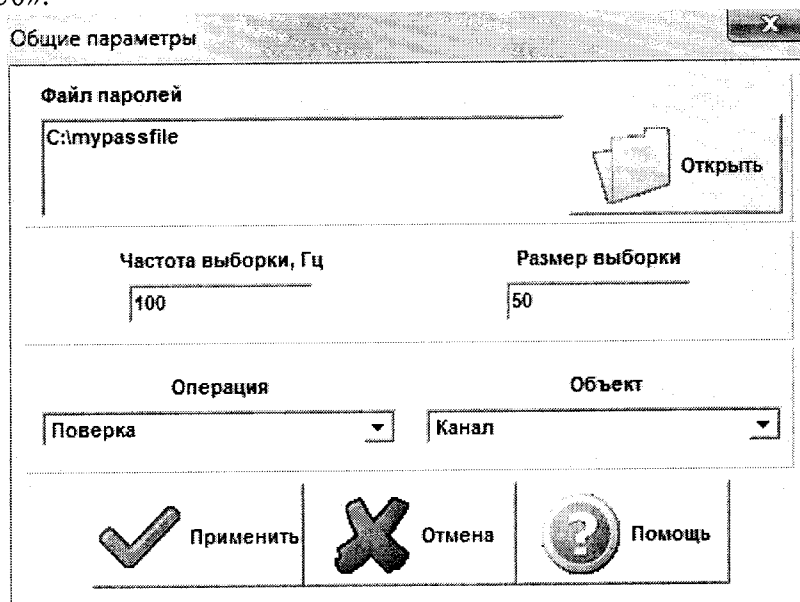 Общие параметры
Файл паролей
C:\mypassfile
Открыть
Частота выборки, Гц
Размер выборки
100
50
Операция
Объект
Поверка
Канал
Применить
Отмена
Помощь